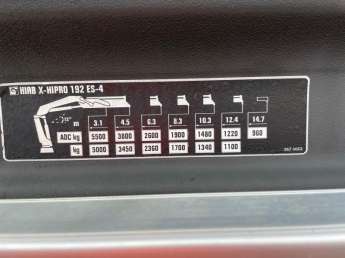 HIAB X-HIPRO 192 ES-4
m 3.1 4.5 6.3 8.3 10.3 12.4 14.7
ADC kg 5500 3800 2600 1900 1480 1220 960
kg 5000 3450 2360 1700 1340 1100